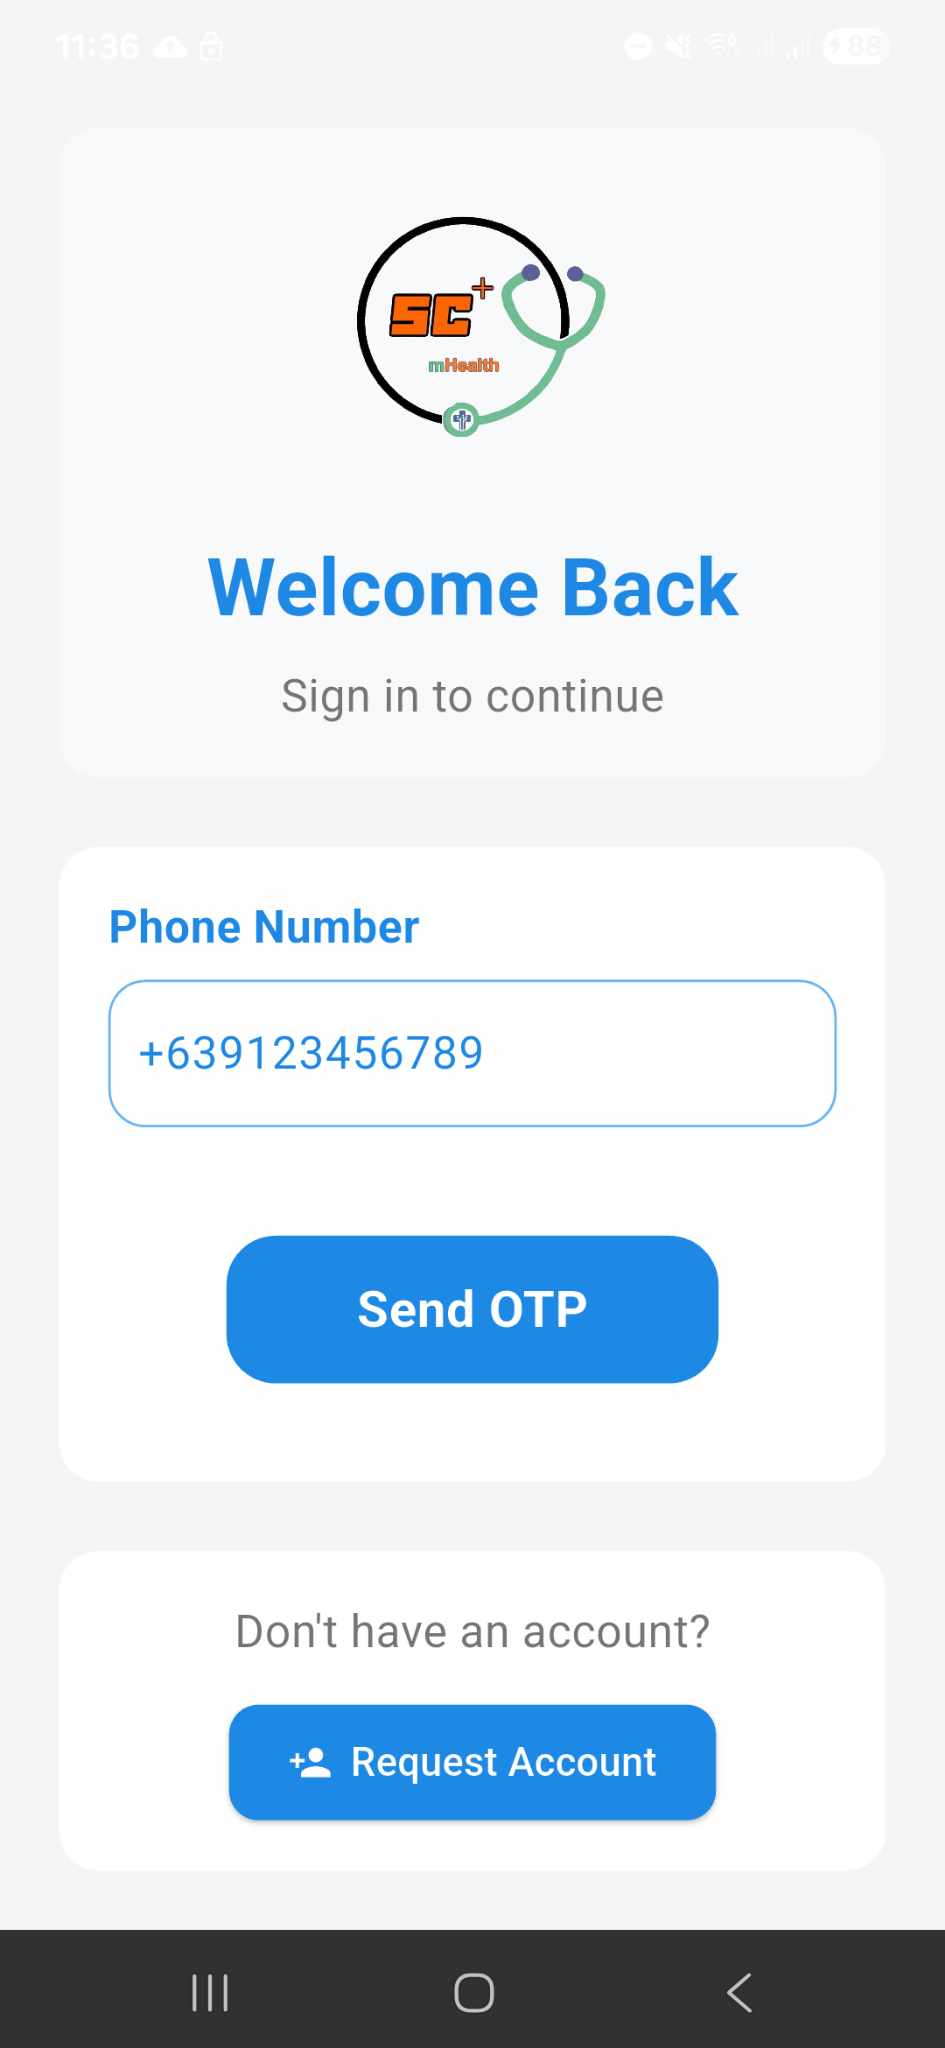 11:36
88
SC+
mHealth
Welcome Back
Sign in to continue
Phone Number
+639123456789
Send OTP
Don't have an account?
Request Account